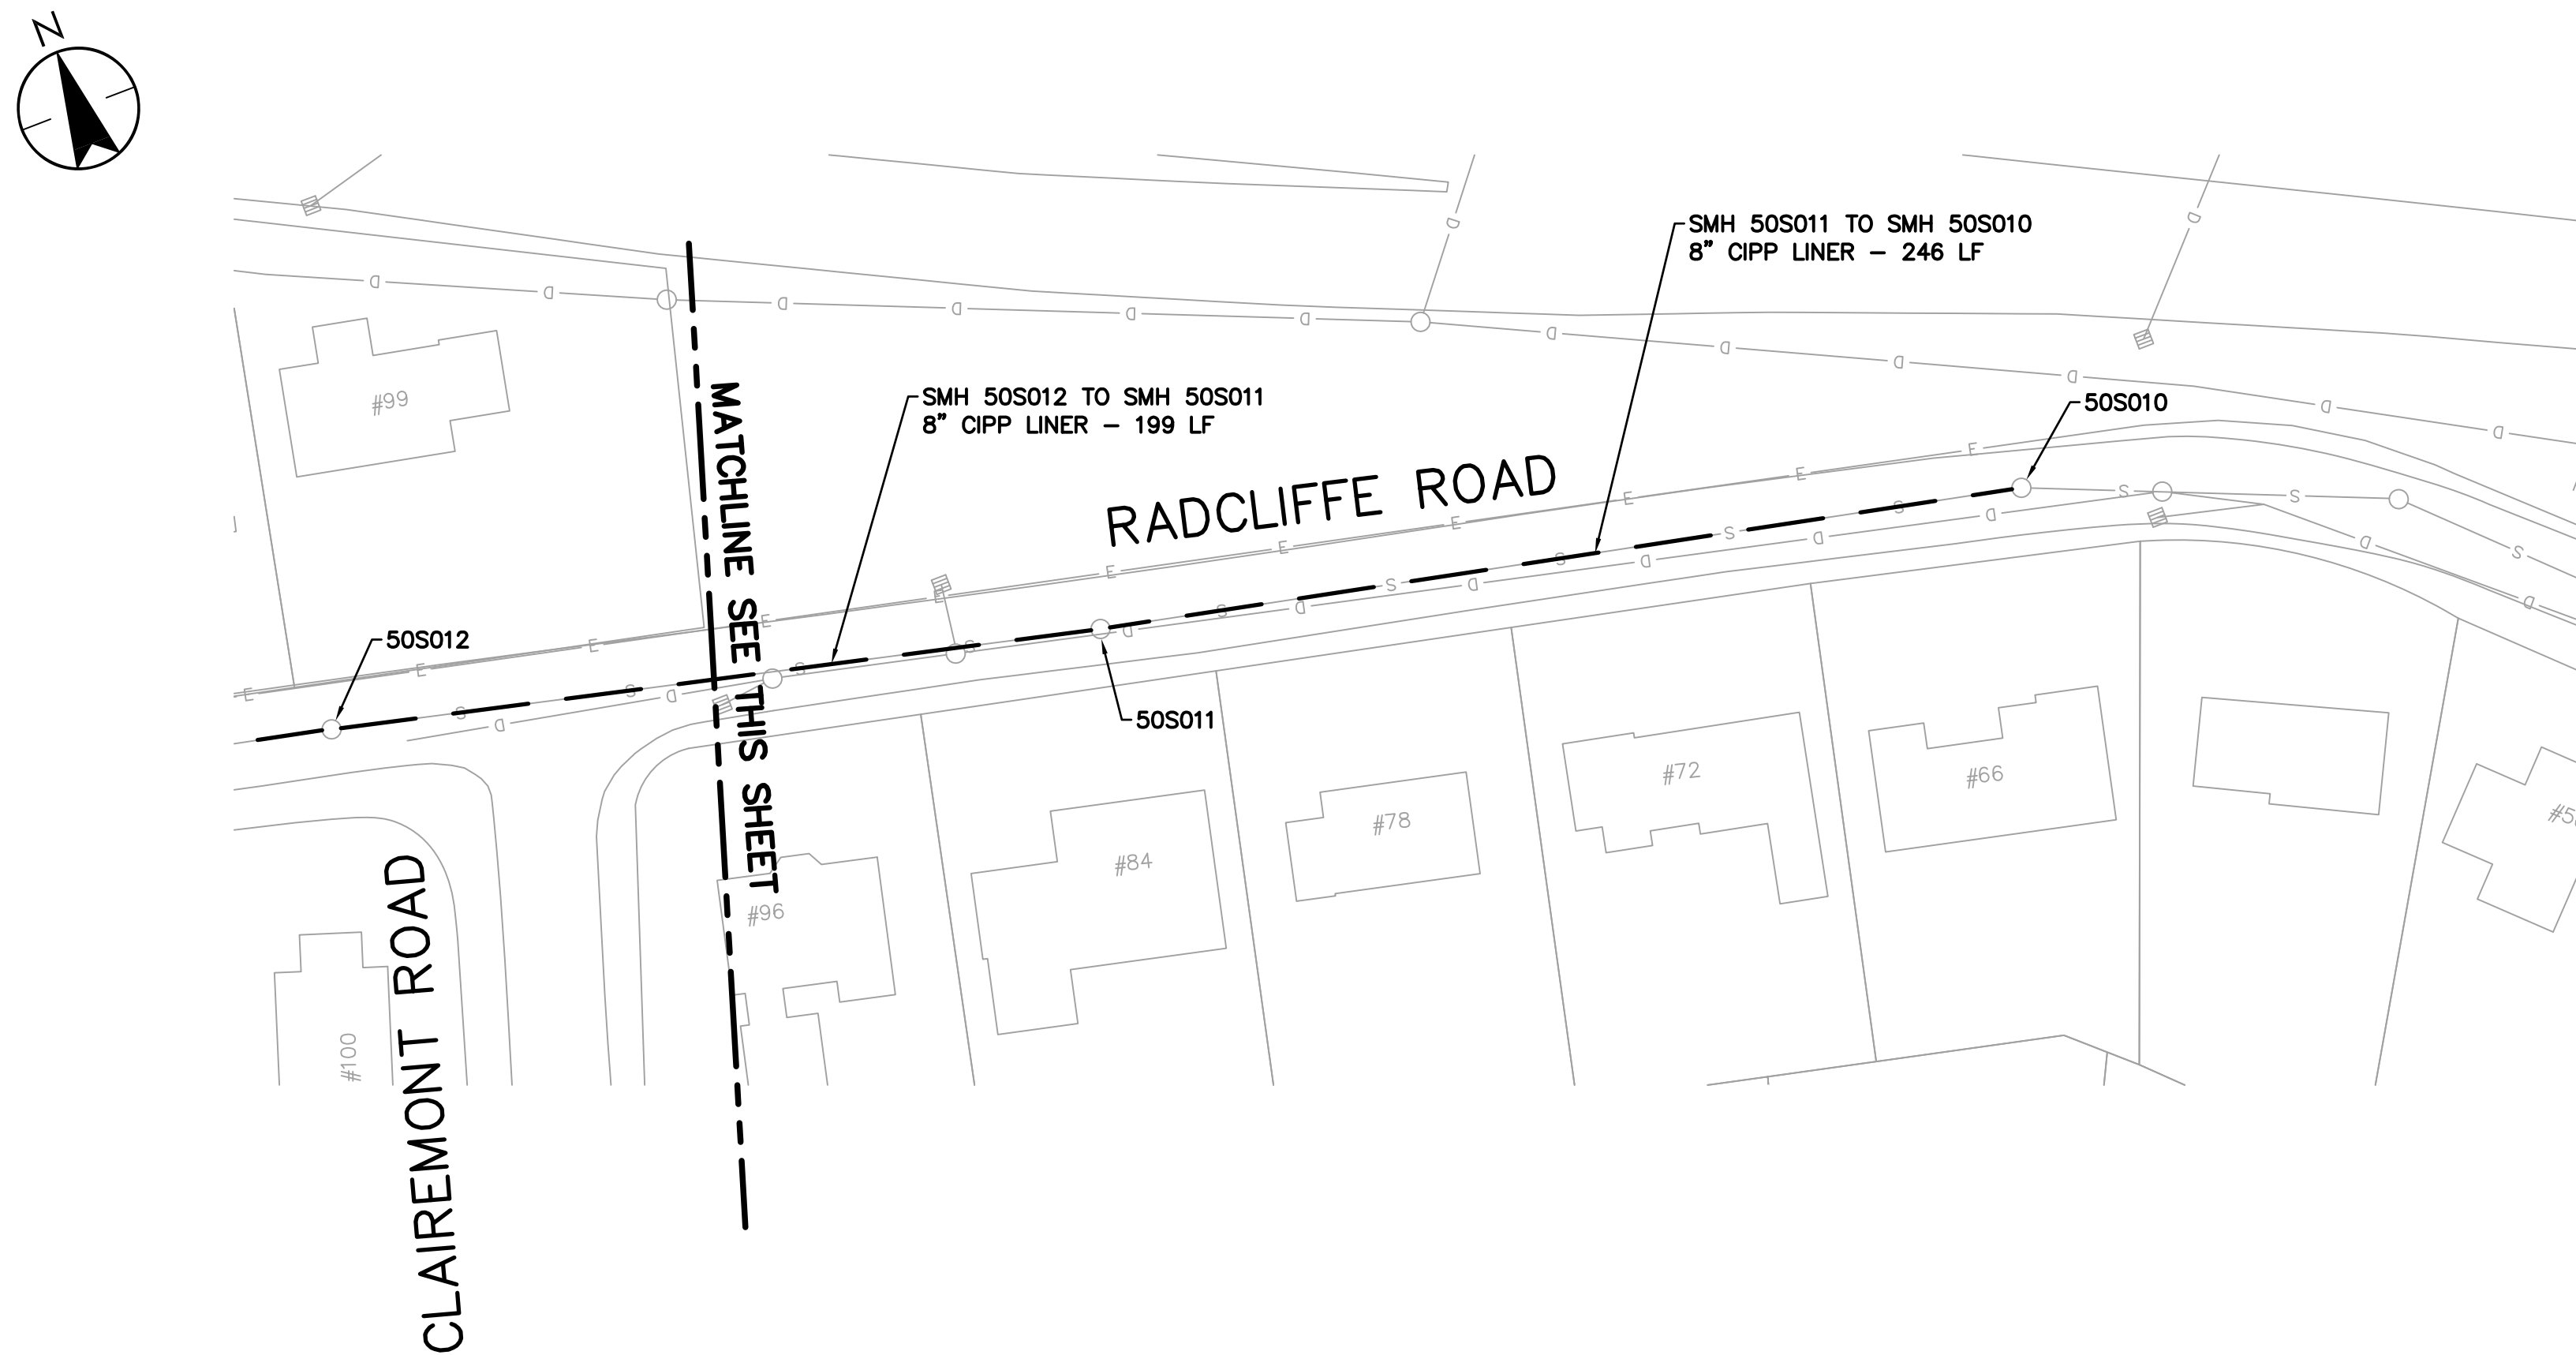 N
SMH 50S011 TO SMH 50S010
8" CIPP LINER – 246 LF
SMH 50S012 TO SMH 50S011
8" CIPP LINER – 199 LF
50S010
RADCLIFFE ROAD
MATCHLINE SEE THIS SHEET
50S012
50S011
CLAIREMONT ROAD
#99
#96
#84
#78
#72
#66
#100
D D D D D D D D D D D D
D
D
E E E E E E E E E E E
S S S S S S S S S S S S
D D D D D D D D D D